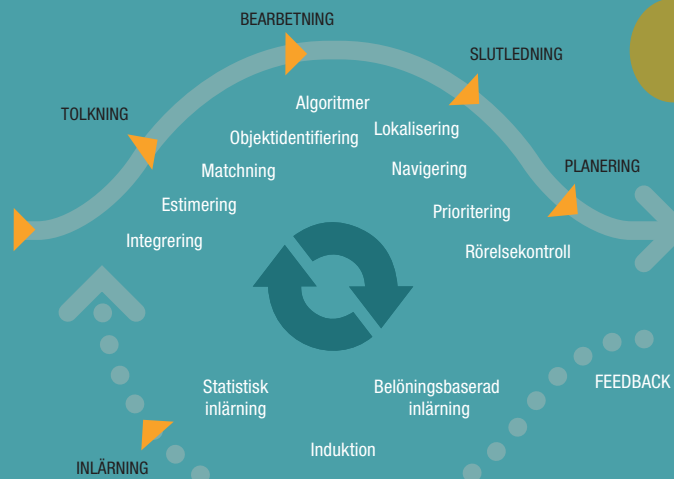 BEARBETNING
SLUTLEDNING
TOLKNING
PLANERING
Algoritmer
Objektidentifiering
Lokalisering
Matchning
Navigering
Estimering
Prioritering
Integrering
Rörelsekontroll
Statistisk
inlärning
Belöningsbaserad
inlärning
FEEDBACK
Induktion
INLÄRNING